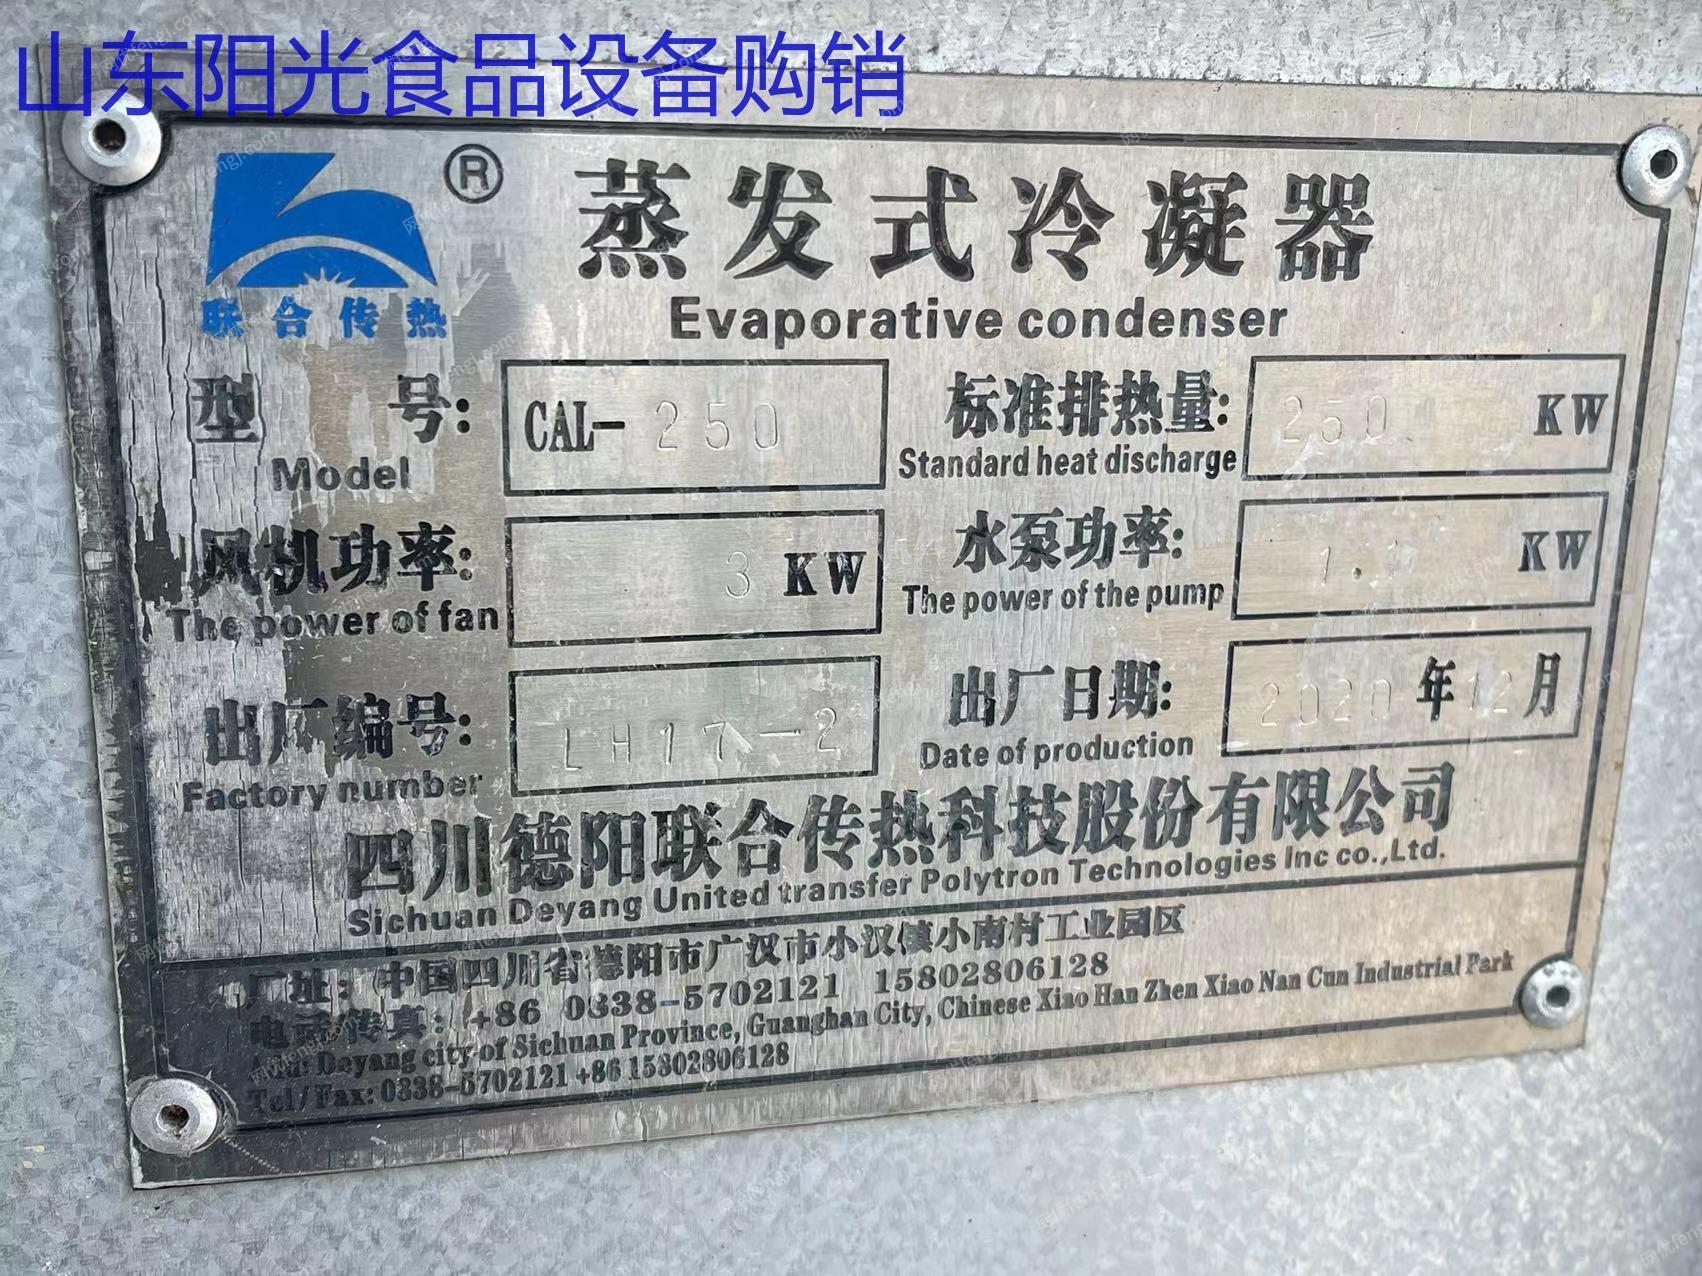 山东阳光食品设备购销
®
蒸发式冷凝器
Evaporative condenser
联合传热
型 号: CAL-250 标准排热量: 250 KW
Model Standard heat discharge
风机功率: 3 KW 水泵功率: 1.1 KW
The power of fan The power of the pump
出厂编号: LH17-2 出厂日期: 2020年12月
Factory number Date of production
四川德阳联合传热科技股份有限公司
Sichuan Deyang United transfer Polytron Technologies Inc co.,Ltd.
厂址: 中国四川省德阳市广汉市小汉镇小南村工业园区
电话传真: +86 0838-5702121 15802806128
Add: Deyang city of Sichuan Province, Guanghan City, Chinese Xiao Han Zhen Xiao Nan Cun Industrial Park
Tel/Fax: 0838-5702121 +86 15802806128